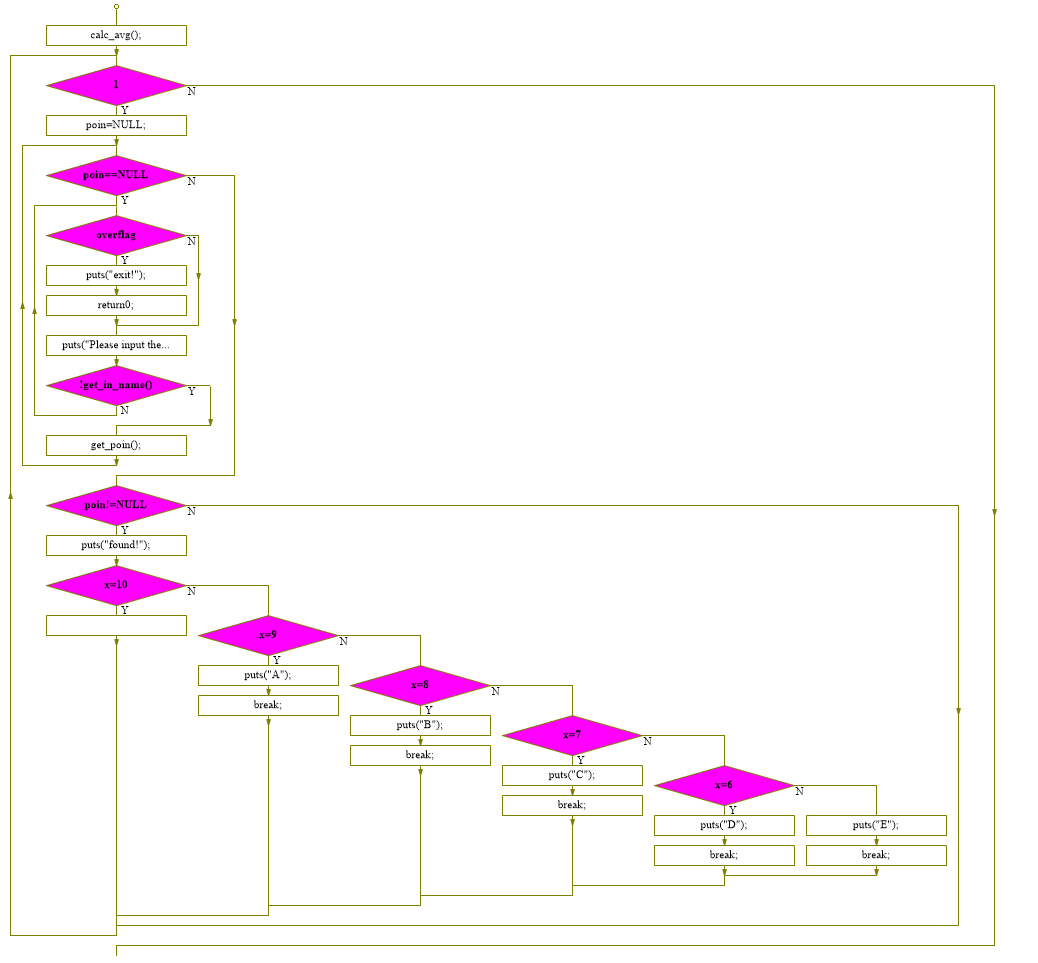 calc_avg();
1
N
Y
poin=NULL;
poin==NULL
N
Y
overflag
N
Y
puts("exit!");
return0;
puts("Please input the...
!get_in_name()
Y
N
get_poin();
poin!=NULL
N
Y
puts("found!");
x=10
N
Y
x=9
N
Y
puts("A");
break;
x=8
N
Y
puts("B");
break;
x=7
N
Y
puts("C");
break;
x=6
N
Y
puts("D");
puts("E");
break;
break;